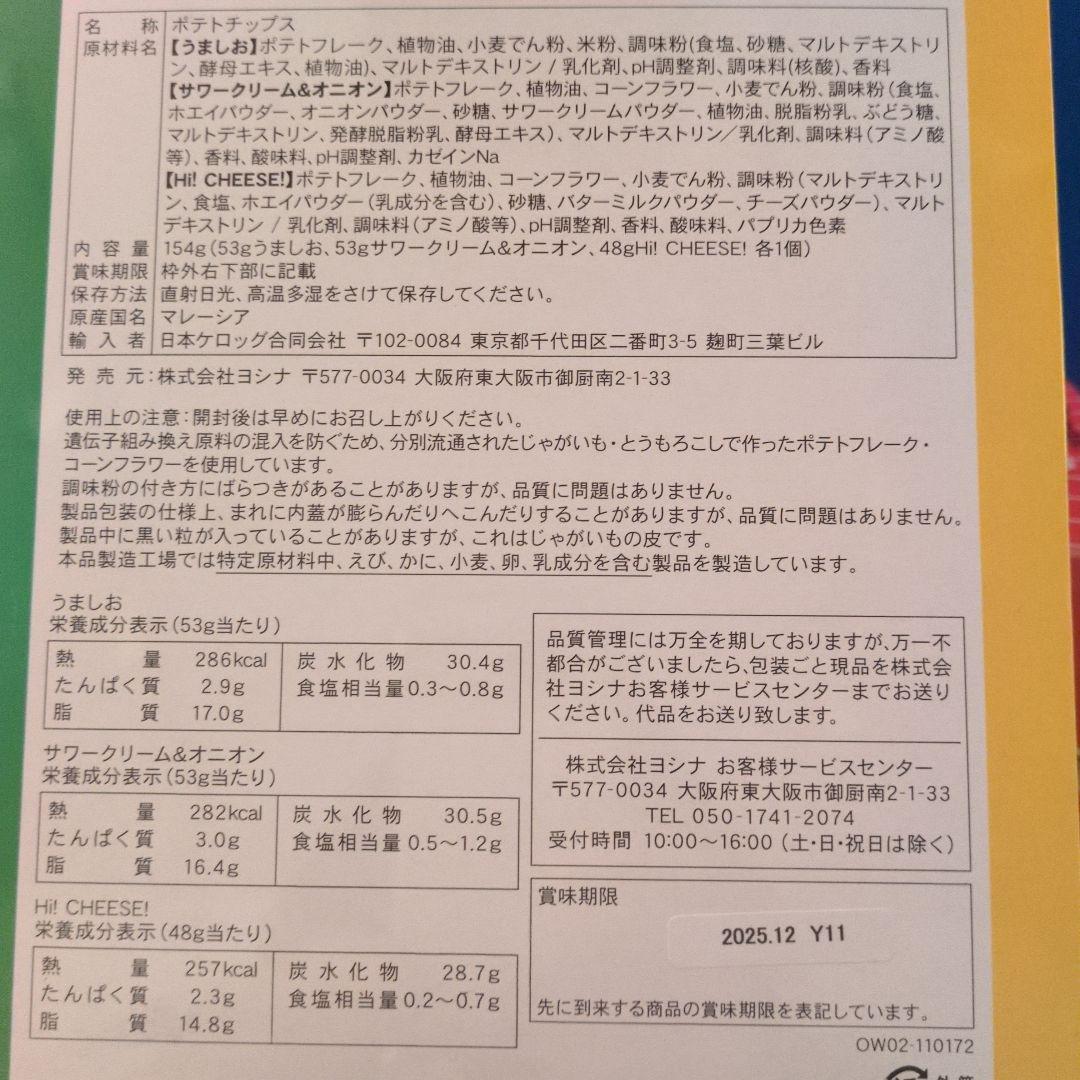 名称 ポテトチップス
原材料名 【うましお】ポテトフレーク、植物油、小麦でん粉、米粉、調味粉(食塩、砂糖、マルトデキストリ
ン、酵母エキス、植物油)、マルトデキストリン / 乳化剤、pH調整剤、調味料(核酸)、香料
【サワークリーム&オニオン】ポテトフレーク、植物油、コーンフラワー、小麦でん粉、調味粉(食塩、
ホエイパウダー、オニオンパウダー、砂糖、サワークリームパウダー、植物油、脱脂粉乳、ぶどう糖、
マルトデキストリン、発酵脱脂粉乳、酵母エキス)、マルトデキストリン/乳化剤、調味料(アミノ酸
等)、香料、酸味料、pH調整剤、カゼインNa
【Hi! CHEESE!】ポテトフレーク、植物油、コーンフラワー、小麦でん粉、調味粉(マルトデキストリ
ン、食塩、ホエイパウダー(乳成分を含む)、砂糖、バターミルクパウダー、チーズパウダー)、マルト
デキストリン / 乳化剤、調味料(アミノ酸等)、pH調整剤、香料、酸味料、パプリカ色素
内容量 154g(53gうましお、53gサワークリーム&オニオン、48gHi! CHEESE! 各1個)
賞味期限 枠外右下部に記載
保存方法 直射日光、高温多湿をさけて保存してください。
原産国名 マレーシア
輸入者 日本ケロッグ合同会社 〒102-0084 東京都千代田区二番町3-5 麹町三葉ビル
発売元:株式会社ヨシナ 〒577-0034 大阪府東大阪市御厨南2-1-33
使用上の注意:開封後は早めにお召し上がりください。
遺伝子組み換え原料の混入を防ぐため、分別流通されたじゃがいも・とうもろこしで作ったポテトフレーク・
コーンフラワーを使用しています。
調味粉の付き方にばらつきがあることがありますが、品質に問題はありません。
製品包装の仕様上、まれに内蓋が膨らんだりへこんだりすることがありますが、品質に問題はありません。
製品中に黒い粒が入っていることがありますが、これはじゃがいもの皮です。
本品製造工場では特定原材料中、えび、かに、小麦、卵、乳成分を含む製品を製造しています。
うましお
栄養成分表示(53g当たり)
熱量 286kcal 炭水化物 30.4g
たんぱく質 2.9g 食塩相当量0.3〜0.8g
脂質 17.0g
サワークリーム&オニオン
栄養成分表示(53g当たり)
熱量 282kcal 炭水化物 30.5g
たんぱく質 3.0g 食塩相当量0.5〜1.2g
脂質 16.4g
Hi! CHEESE!
栄養成分表示(48g当たり)
熱量 257kcal 炭水化物 28.7g
たんぱく質 2.3g 食塩相当量0.2〜0.7g
脂質 14.8g
品質管理には万全を期しておりますが、万一不
都合がございましたら、包装ごと現品を株式会
社ヨシナお客様サービスセンターまでお送り
ください。代品をお送り致します。
株式会社ヨシナ お客様サービスセンター
〒577-0034 大阪府東大阪市御厨南2-1-33
TEL 050-1741-2074
受付時間 10:00〜16:00(土・日・祝日は除く)
賞味期限
2025.12 Y11
先に到来する商品の賞味期限を表記しています。
OW02-110172